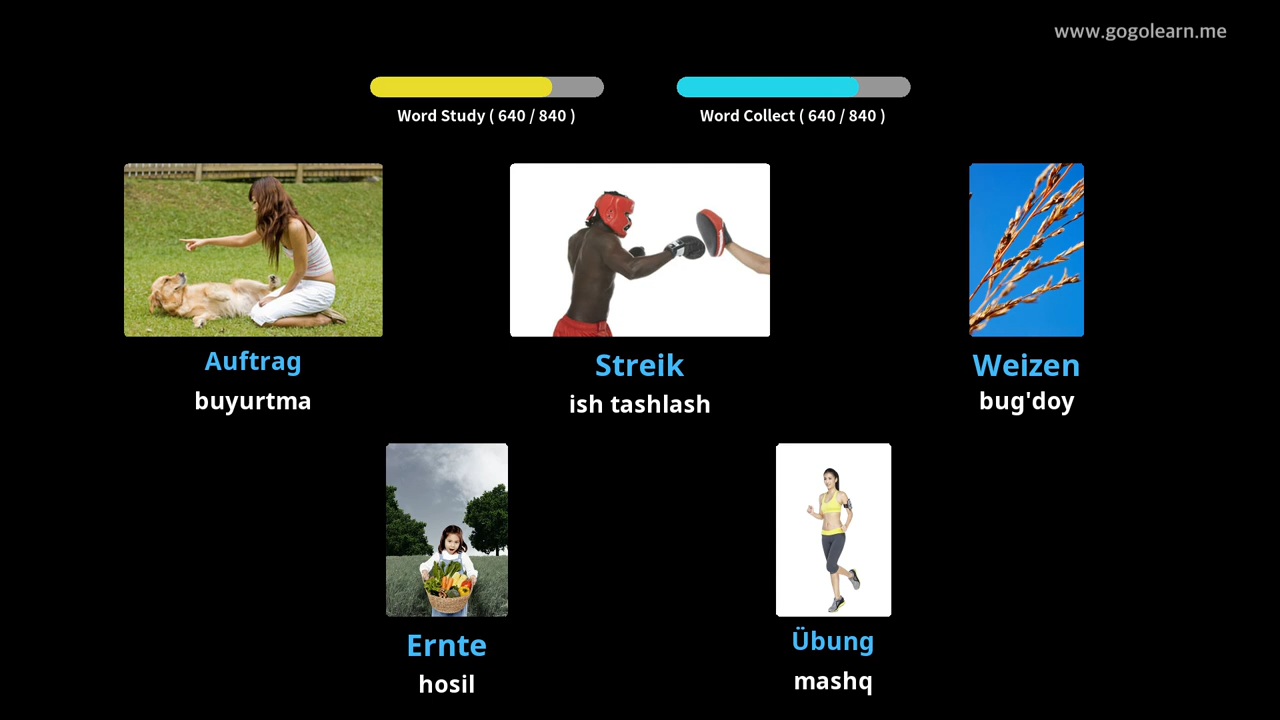 www.gogolearn.me
Word Study ( 640 / 840 )
Word Collect ( 640 / 840 )
Auftrag
buyurtma
Streik
ish tashlash
Weizen
bug'doy
Ernte
hosil
Übung
mashq